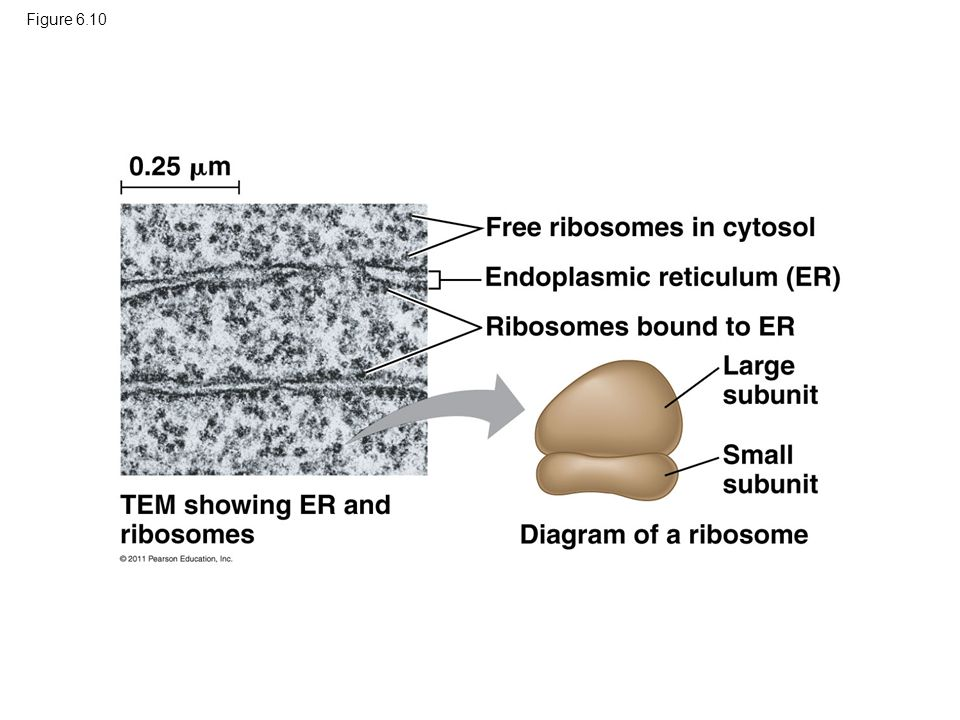 Figure 6.10
0.25 μm
Free ribosomes in cytosol
Endoplasmic reticulum (ER)
Ribosomes bound to ER
Large
subunit
Small
subunit
TEM showing ER and
ribosomes
Diagram of a ribosome
© 2011 Pearson Education, Inc.